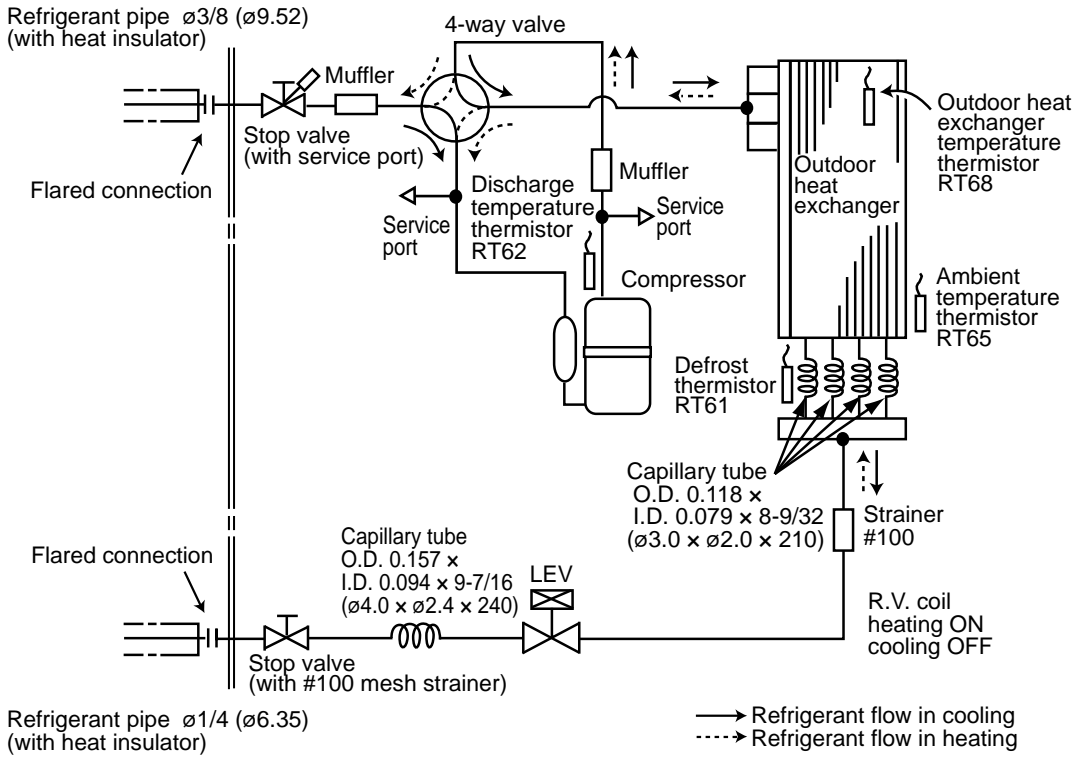 Refrigerant pipe ø3/8 (ø9.52)
(with heat insulator)
4-way valve
Muffler
Stop valve
(with service port)
Flared connection
Service
port
Discharge
temperature
thermistor
RT62
Muffler
Service
port
Compressor
Outdoor
heat
exchanger
Outdoor heat
exchanger
temperature
thermistor
RT68
Ambient
temperature
thermistor
RT65
Defrost
thermistor
RT61
Capillary tube
O.D. 0.118 ×
I.D. 0.079 × 8-9/32
(ø3.0 × ø2.0 × 210)
Strainer
#100
Flared connection
Capillary tube
O.D. 0.157 ×
I.D. 0.094 × 9-7/16
(ø4.0 × ø2.4 × 240)
LEV
R.V. coil
heating ON
cooling OFF
Stop valve
(with #100 mesh strainer)
Refrigerant pipe ø1/4 (ø6.35)
(with heat insulator)
Refrigerant flow in cooling
Refrigerant flow in heating